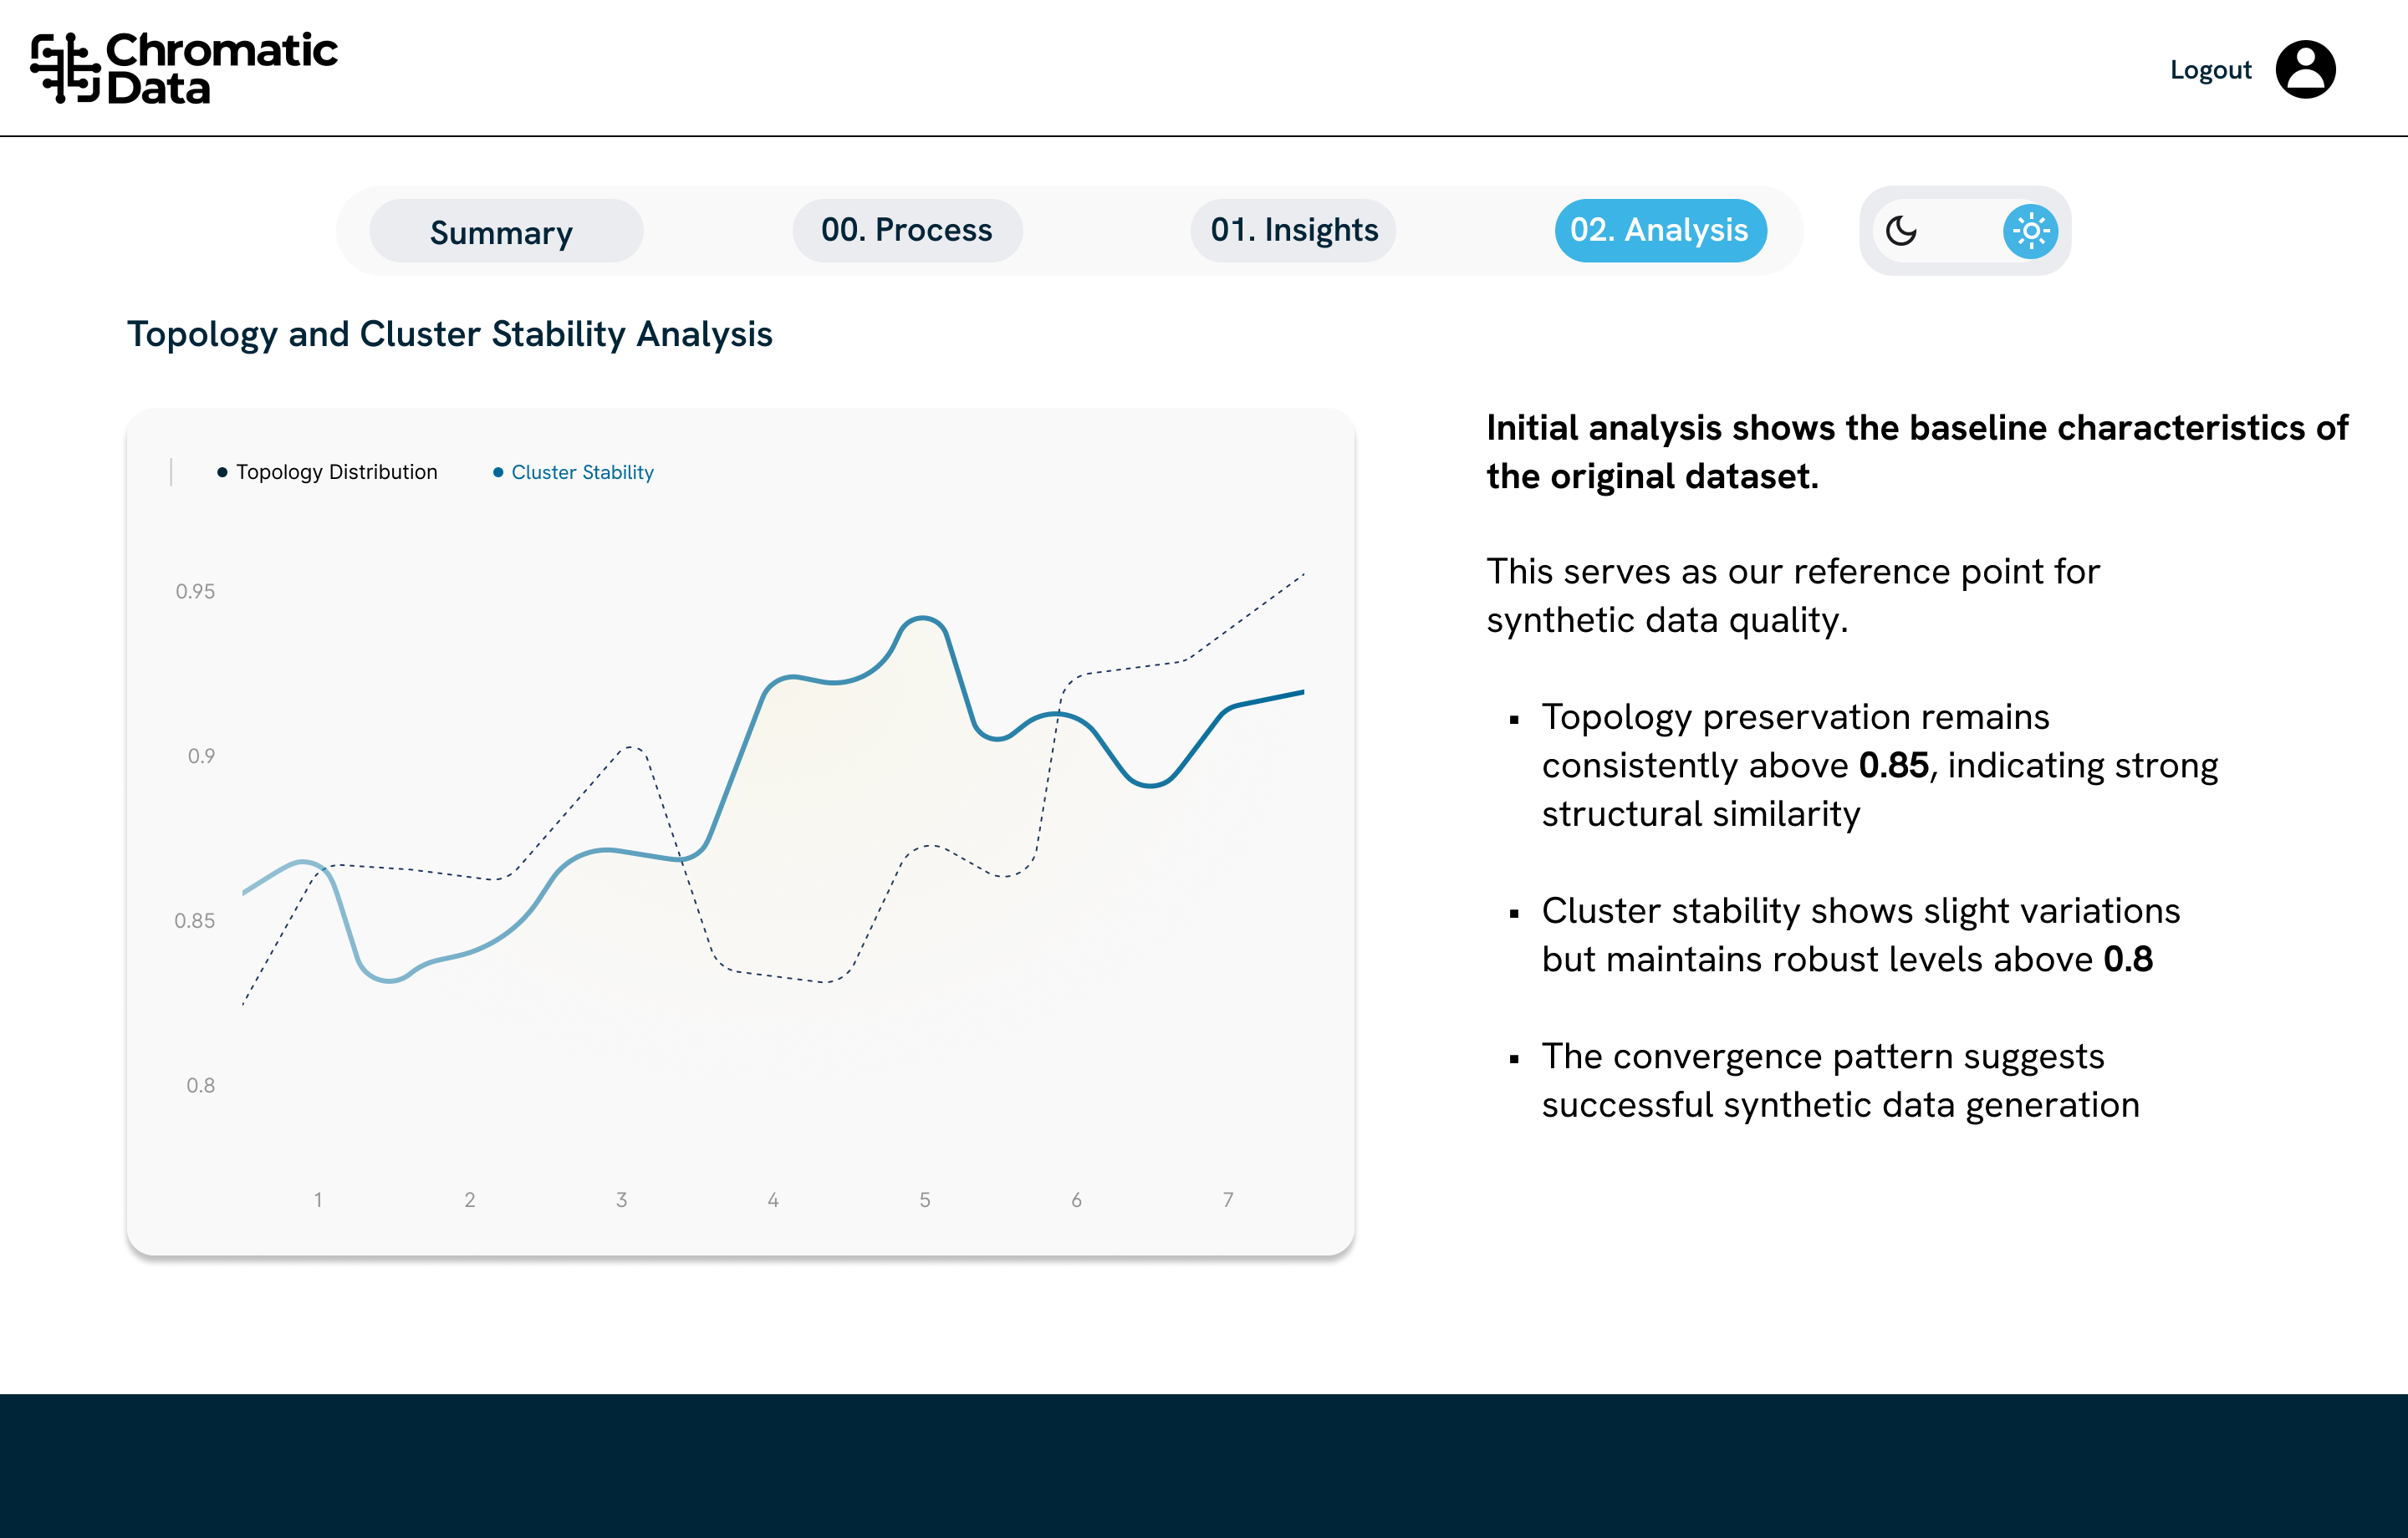 Chromatic
Data
Logout
Summary
00. Process
01. Insights
02. Analysis
Topology and Cluster Stability Analysis
Topology Distribution
Cluster Stability
0.95
0.9
0.85
0.8
1 2 3 4 5 6 7
Initial analysis shows the baseline characteristics of
the original dataset.
This serves as our reference point for
synthetic data quality.
▪ Topology preservation remains
consistently above 0.85, indicating strong
structural similarity
▪ Cluster stability shows slight variations
but maintains robust levels above 0.8
▪ The convergence pattern suggests
successful synthetic data generation